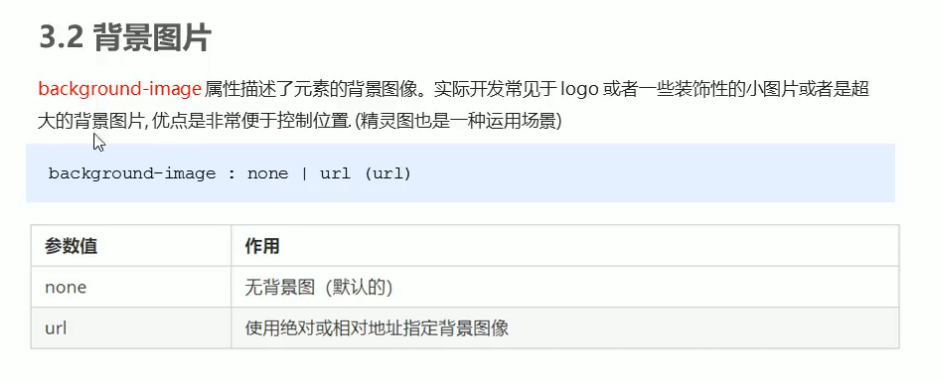 3.2 背景图片
background-image 属性描述了元素的背景图像。实际开发常见于 logo 或者一些装饰性的小图片或者是超
大的背景图片, 优点是非常便于控制位置. (精灵图也是一种运用场景)
background-image : none | url (url)
参数值 作用
none 无背景图（默认的）
url 使用绝对或相对地址指定背景图像